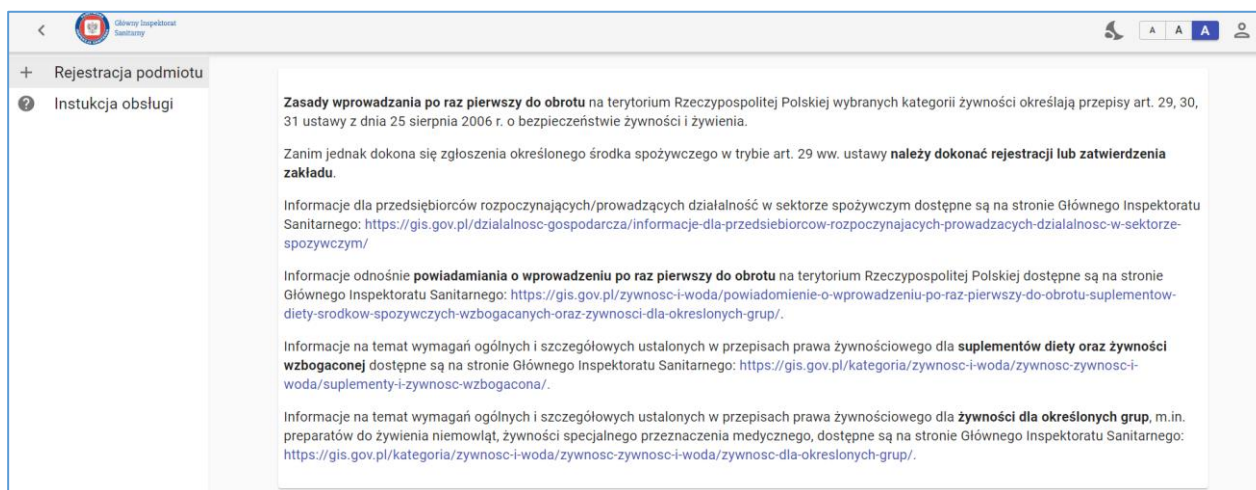 Główny Inspektorat
Sanitarny
A A A
Rejestracja podmiotu
Instukcja obsługi
Zasady wprowadzania po raz pierwszy do obrotu na terytorium Rzeczypospolitej Polskiej wybranych kategorii żywności określają przepisy art. 29, 30,
31 ustawy z dnia 25 sierpnia 2006 r. o bezpieczeństwie żywności i żywienia.
Zanim jednak dokona się zgłoszenia określonego środka spożywczego w trybie art. 29 ww. ustawy należy dokonać rejestracji lub zatwierdzenia
zakładu.
Informacje dla przedsiębiorców rozpoczynających/prowadzących działalność w sektorze spożywczym dostępne są na stronie Głównego Inspektoratu
Sanitarnego: https://gis.gov.pl/dzialalnosc-gospodarcza/informacje-dla-przedsiebiorcow-rozpoczynajacych-prowadzacych-dzialalnosc-w-sektorze-
spozywczym/
Informacje odnośnie powiadamiania o wprowadzeniu po raz pierwszy do obrotu na terytorium Rzeczypospolitej Polskiej dostępne są na stronie
Głównego Inspektoratu Sanitarnego: https://gis.gov.pl/zywnosc-i-woda/powiadomienie-o-wprowadzeniu-po-raz-pierwszy-do-obrotu-suplementow-
diety-srodkow-spozywczych-wzbogacanych-oraz-zywnosci-dla-okreslonych-grup/.
Informacje na temat wymagań ogólnych i szczegółowych ustalonych w przepisach prawa żywnościowego dla suplementów diety oraz żywności
wzbogaconej dostępne są na stronie Głównego Inspektoratu Sanitarnego: https://gis.gov.pl/kategoria/zywnosc-i-woda/zywnosc-zywnosc-i-
woda/suplementy-i-zywnosc-wzbogacona/.
Informacje na temat wymagań ogólnych i szczegółowych ustalonych w przepisach prawa żywnościowego dla żywności dla określonych grup, m.in.
preparatów do żywienia niemowląt, żywności specjalnego przeznaczenia medycznego, dostępne są na stronie Głównego Inspektoratu Sanitarnego:
https://gis.gov.pl/kategoria/zywnosc-i-woda/zywnosc-zywnosc-i-woda/zywnosc-dla-okreslonych-grup/.